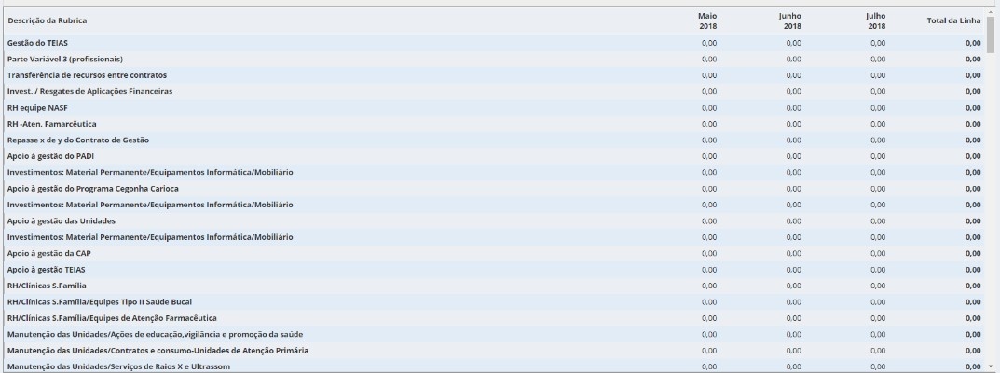 Descrição da Rubrica Maio 2018 Junho 2018 Julho 2018 Total da Linha
Gestão do TEIAS 0,00 0,00 0,00 0,00
Parte Variável 3 (profissionais) 0,00 0,00 0,00 0,00
Transferência de recursos entre contratos 0,00 0,00 0,00 0,00
Invest. / Resgates de Aplicações Financeiras 0,00 0,00 0,00 0,00
RH equipe NASF 0,00 0,00 0,00 0,00
RH -Aten. Famarcêutica 0,00 0,00 0,00 0,00
Repasse x de y do Contrato de Gestão 0,00 0,00 0,00 0,00
Apoio à gestão do PADI 0,00 0,00 0,00 0,00
Investimentos: Material Permanente/Equipamentos Informática/Mobiliário 0,00 0,00 0,00 0,00
Apoio à gestão do Programa Cegonha Carioca 0,00 0,00 0,00 0,00
Investimentos: Material Permanente/Equipamentos Informática/Mobiliário 0,00 0,00 0,00 0,00
Apoio à gestão das Unidades 0,00 0,00 0,00 0,00
Investimentos: Material Permanente/Equipamentos Informática/Mobiliário 0,00 0,00 0,00 0,00
Apoio à gestão da CAP 0,00 0,00 0,00 0,00
Apoio à gestão TEIAS 0,00 0,00 0,00 0,00
RH/Clínicas S.Família 0,00 0,00 0,00 0,00
RH/Clínicas S.Família/Equipes Tipo II Saúde Bucal 0,00 0,00 0,00 0,00
RH/Clínicas S.Família/Equipes de Atenção Farmacêutica 0,00 0,00 0,00 0,00
Manutenção das Unidades/Ações de educação,vigilância e promoção da saúde 0,00 0,00 0,00 0,00
Manutenção das Unidades/Contratos e consumo-Unidades de Atenção Primária 0,00 0,00 0,00 0,00
Manutenção das Unidades/Serviços de Raios X e Ultrassom 0,00 0,00 0,00 0,00